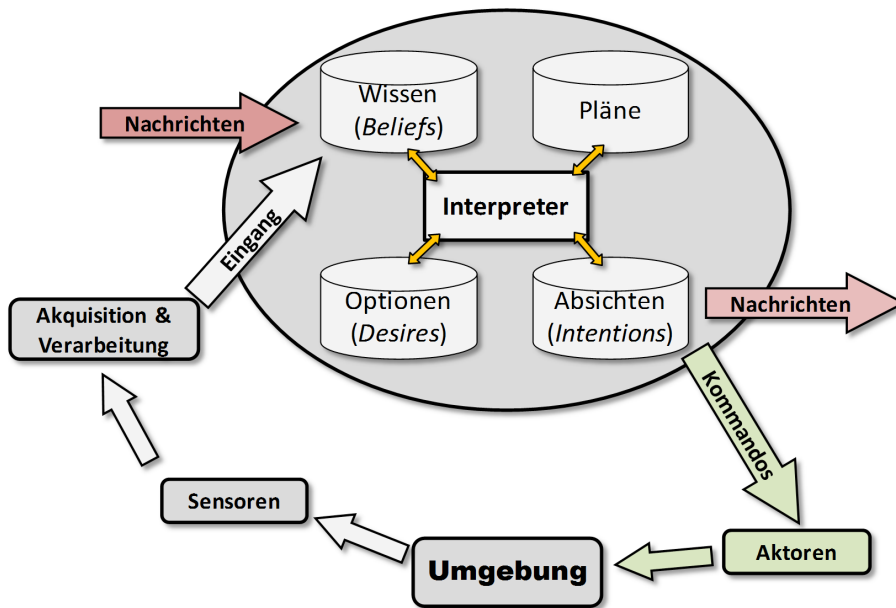 Wissen
(Beliefs)
Pläne
Nachrichten
Interpreter
Eingang
Optionen
(Desires)
Absichten
(Intentions)
Nachrichten
Akquisition &
Verarbeitung
Kommandos
Sensoren
Aktoren
Umgebung